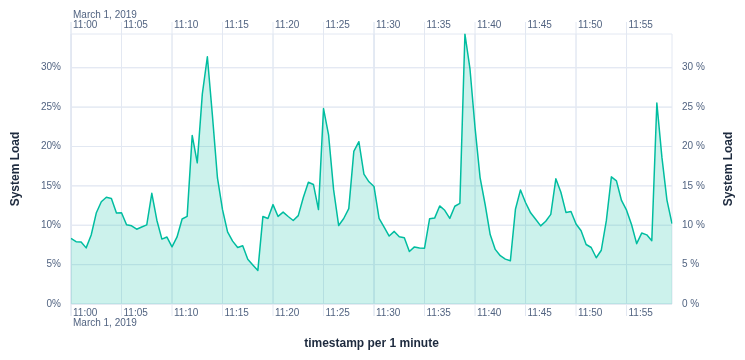 March 1, 2019
11:00 11:05 11:10 11:15 11:20 11:25 11:30 11:35 11:40 11:45 11:50 11:55
30% 30 %
25% 25 %
20% 20 %
15% 15 %
10% 10 %
5% 5 %
0% 0 %
System Load
System Load
11:00 11:05 11:10 11:15 11:20 11:25 11:30 11:35 11:40 11:45 11:50 11:55
March 1, 2019
timestamp per 1 minute